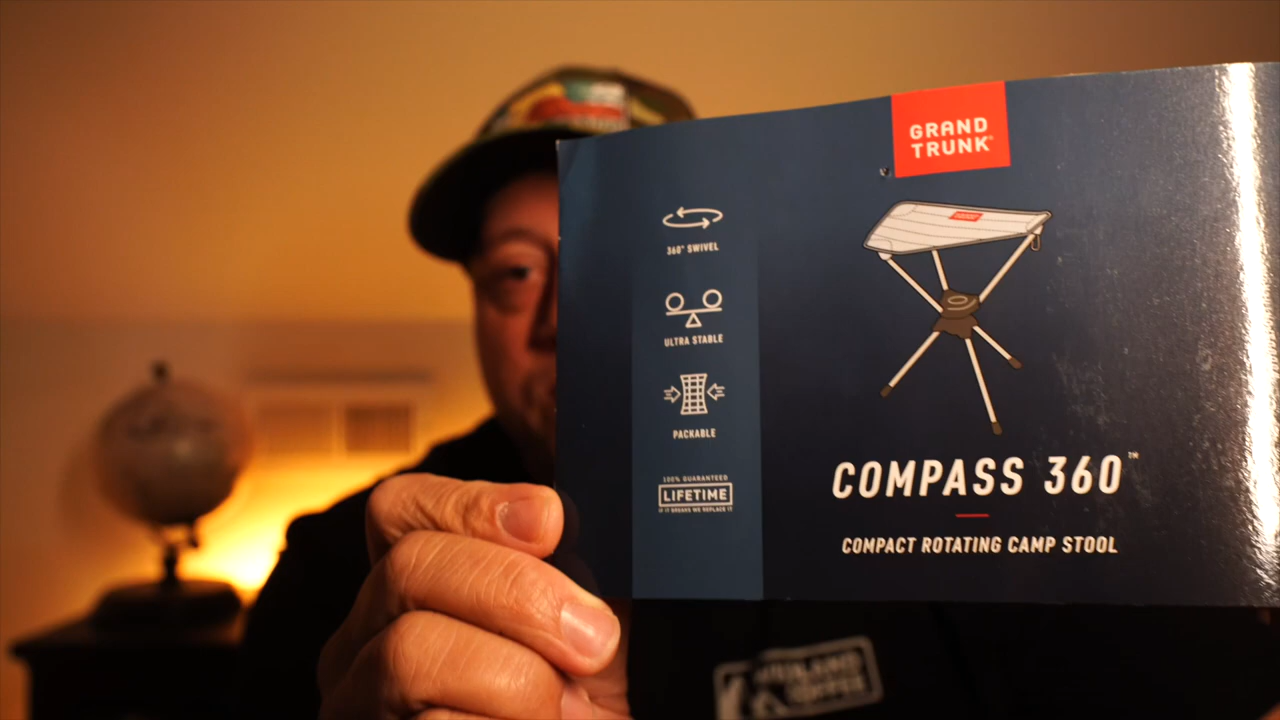 GRAND
TRUNK®
360° SWIVEL
ULTRA STABLE
PACKABLE
100% GUARANTEED
LIFETIME
IF IT BREAKS WE REPLACE IT
COMPASS 360™
COMPACT ROTATING CAMP STOOL